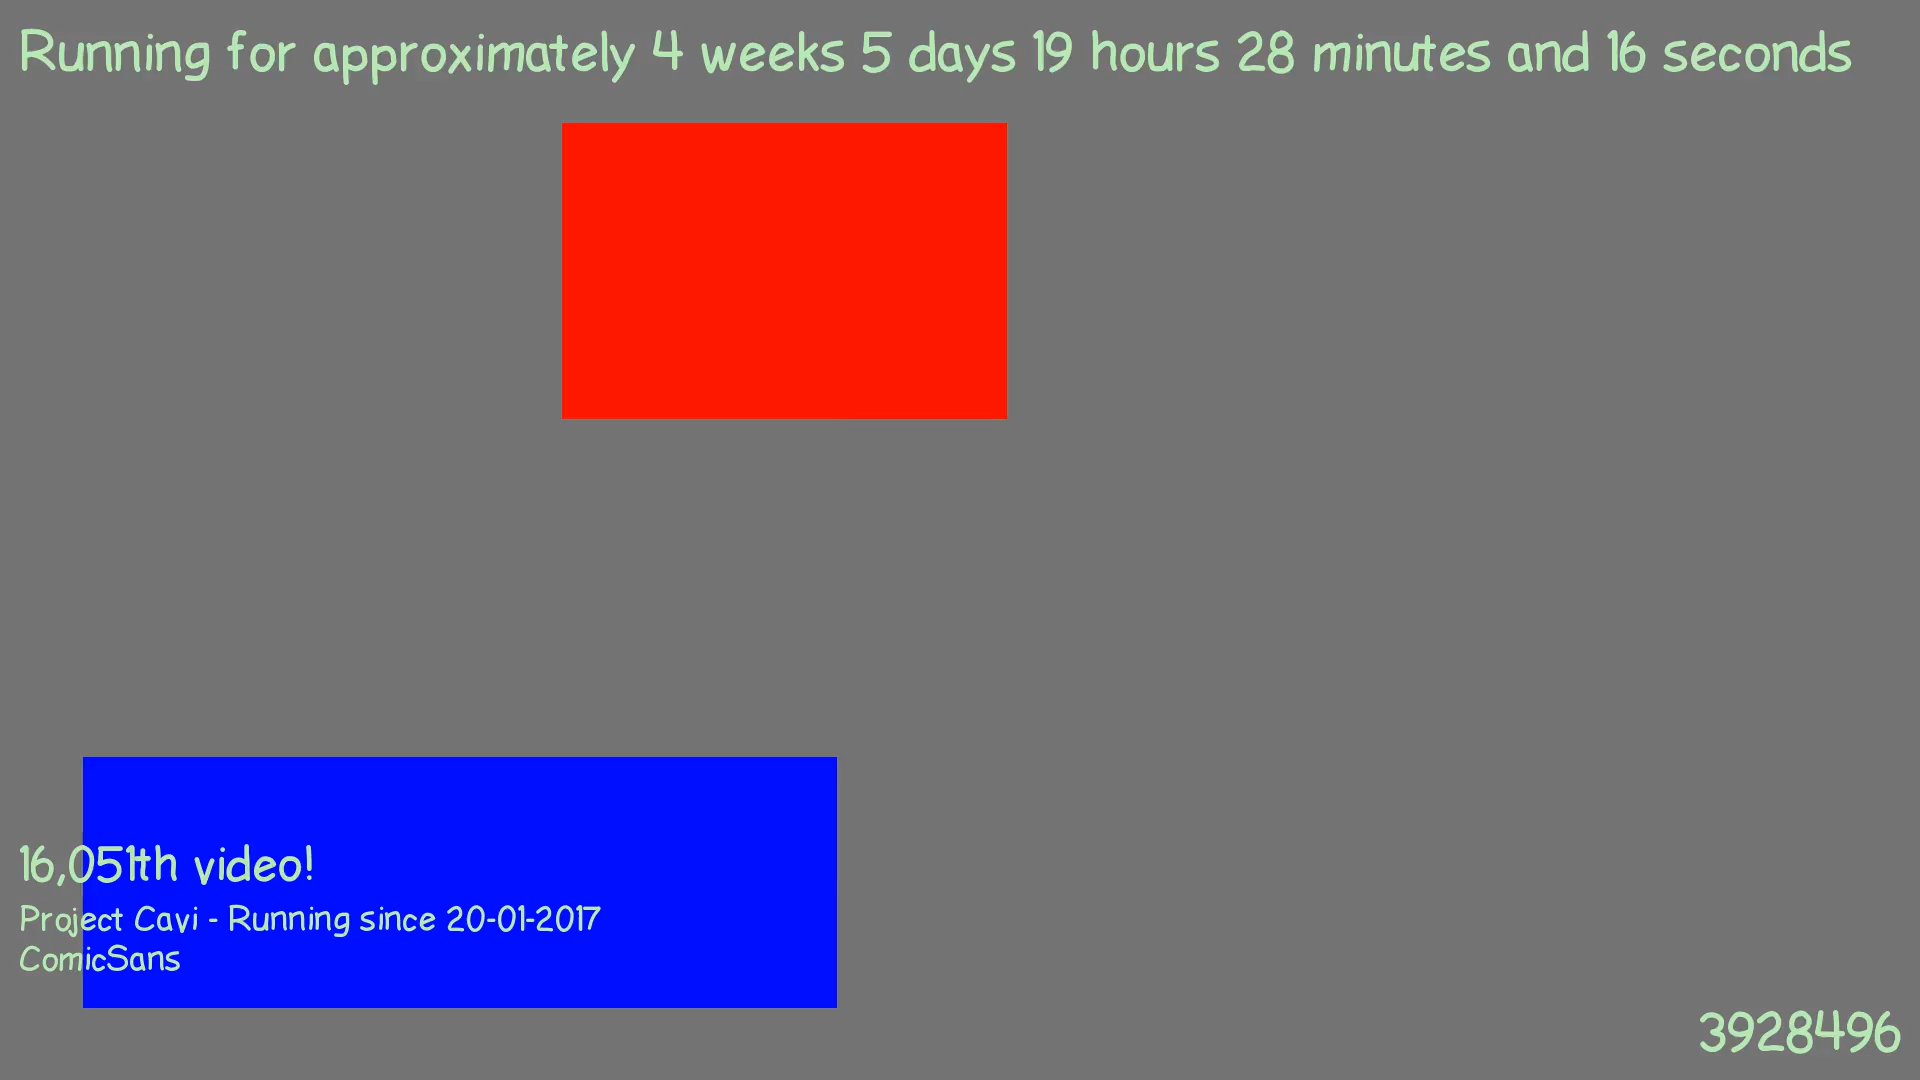 Running for approximately 4 weeks 5 days 19 hours 28 minutes and 16 seconds
16,051th video!
Project Cavi - Running since 20-01-2017
ComicSans
3928496